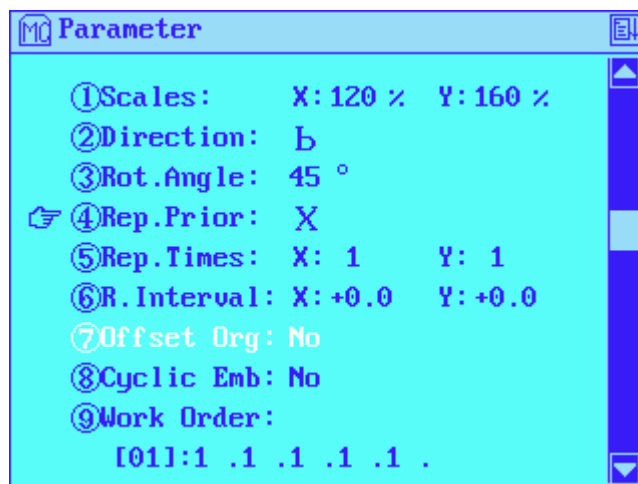 MC Parameter
①Scales: X:120 % Y:160 %
②Direction: Ь
③Rot.Angle: 45 °
④Rep.Prior: X
⑤Rep.Times: X: 1 Y: 1
⑥R.Interval: X:+0.0 Y:+0.0
⑦Offset Org: No
⑧Cyclic Emb: No
⑨Work Order:
[01]:1 .1 .1 .1 .1 .